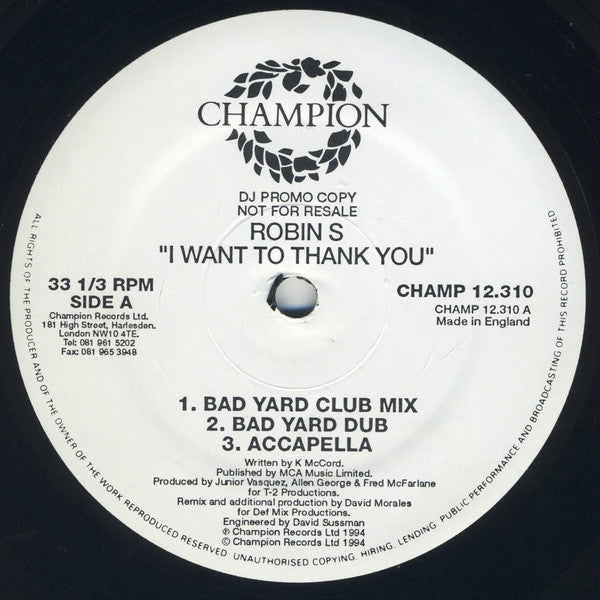 CHAMPION
DJ PROMO COPY
NOT FOR RESALE
ROBIN S
"I WANT TO THANK YOU"
33 1/3 RPM
SIDE A
Champion Records Ltd.
181 High Street, Harlesden.
London NW10 4TE.
Tel: 081 961 5202
Fax: 081 965 3948
CHAMP 12.310
CHAMP 12.310 A
Made in England
1. BAD YARD CLUB MIX
2. BAD YARD DUB
3. ACCAPELLA
Written by K McCord.
Published by MCA Music Limited.
Produced by Junior Vasquez, Allen George & Fred McFarlane
for T-2 Productions.
Remix and additional production by David Morales
for Def Mix Productions.
Engineered by David Sussman
℗ Champion Records Ltd 1994
© Champion Records Ltd 1994
ALL RIGHTS OF THE PRODUCER AND OF THE OWNER OF THE WORK REPRODUCED RESERVED. UNAUTHORISED COPYING. HIRING. LENDING. PUBLIC PERFORMANCE AND BROADCASTING OF THIS RECORD PROHIBITED